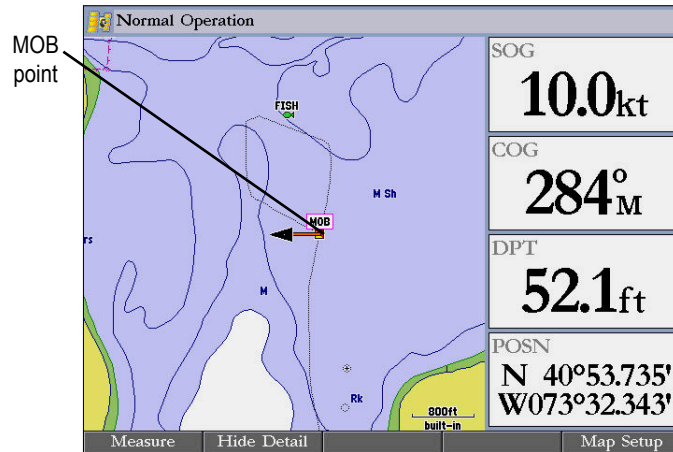 MOB
point
Normal Operation
FISH
M Sh
MOB
rs
M
Rk
800ft
built-in
SOG
10.0kt
COG
284°M
DPT
52.1ft
POSN
N 40°53.735'
W073°32.343'
Measure Hide Detail Map Setup